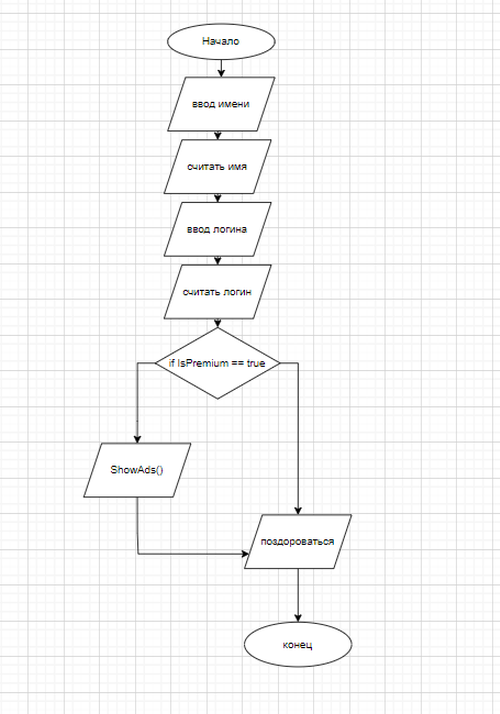 Начало
ввод имени
считать имя
ввод логина
считать логин
if IsPremium == true
ShowAds()
поздороваться
конец